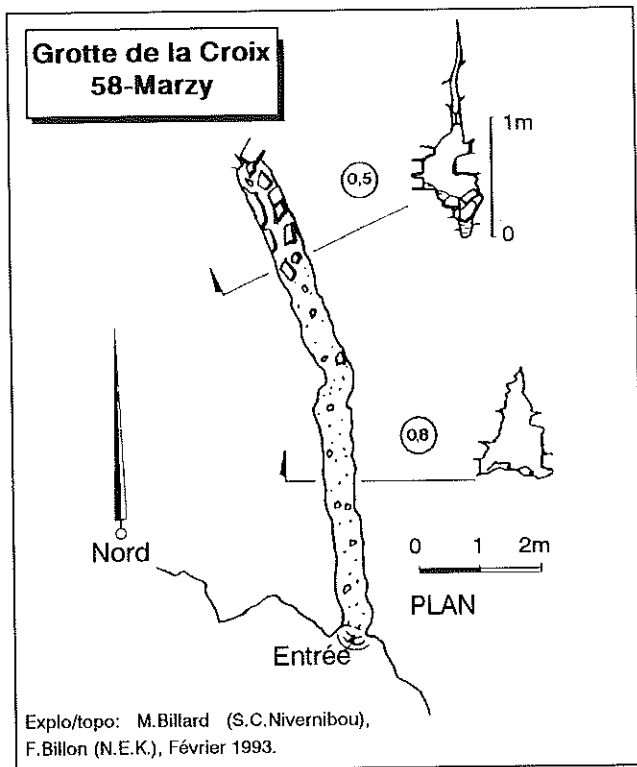 Grotte de la Croix
58-Marzy
1m
0,5
0
0,8
Nord
0 1 2m
PLAN
Entrée
Explo/topo: M.Billard (S.C.Nivernibou),
F.Billon (N.E.K.), Février 1993.